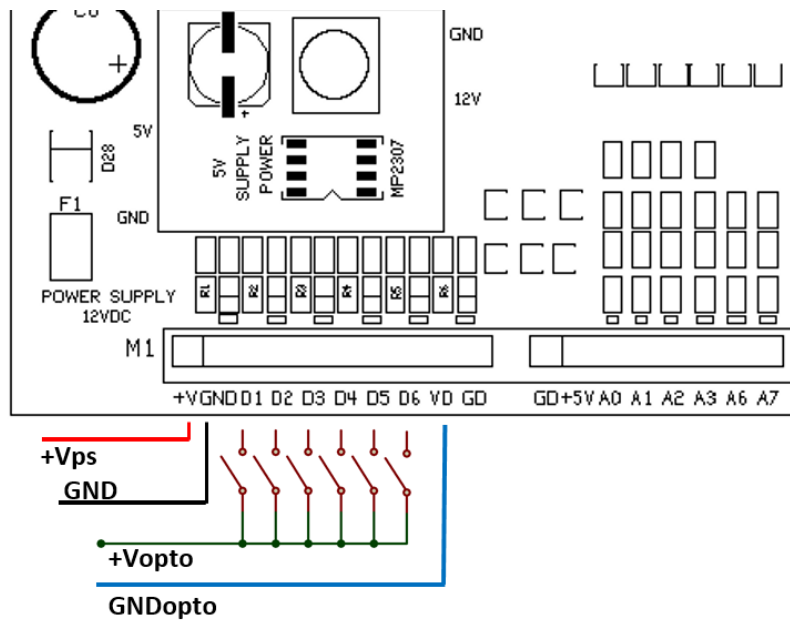 C6
GND
12V
5V
D28
5V
SUPPLY
POWER
MP2307
F1
GND
R1 R2 R3 R4 R5 R6
POWER SUPPLY
12VDC
M1
+V GND D1 D2 D3 D4 D5 D6 VD GD
GD +5V A0 A1 A2 A3 A6 A7
+Vps
GND
+Vopto
GNDopto